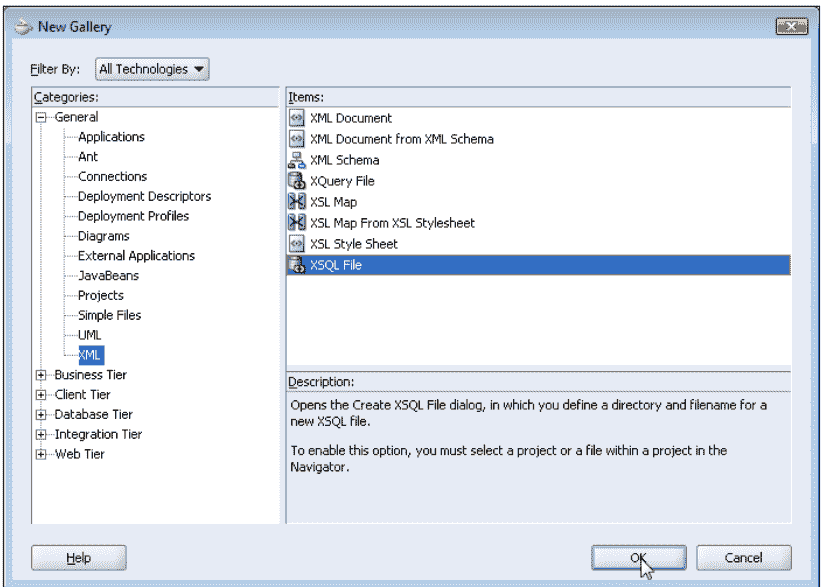 New Gallery
Filter By: All Technologies
Categories:
General
Applications
Ant
Connections
Deployment Descriptors
Deployment Profiles
Diagrams
External Applications
JavaBeans
Projects
Simple Files
UML
XML
Business Tier
Client Tier
Database Tier
Integration Tier
Web Tier
Items:
XML Document
XML Document from XML Schema
XML Schema
XQuery File
XSL Map
XSL Map From XSL Stylesheet
XSL Style Sheet
XSQL File
Description:
Opens the Create XSQL File dialog, in which you define a directory and filename for a
new XSQL file.
To enable this option, you must select a project or a file within a project in the
Navigator.
Help
OK
Cancel